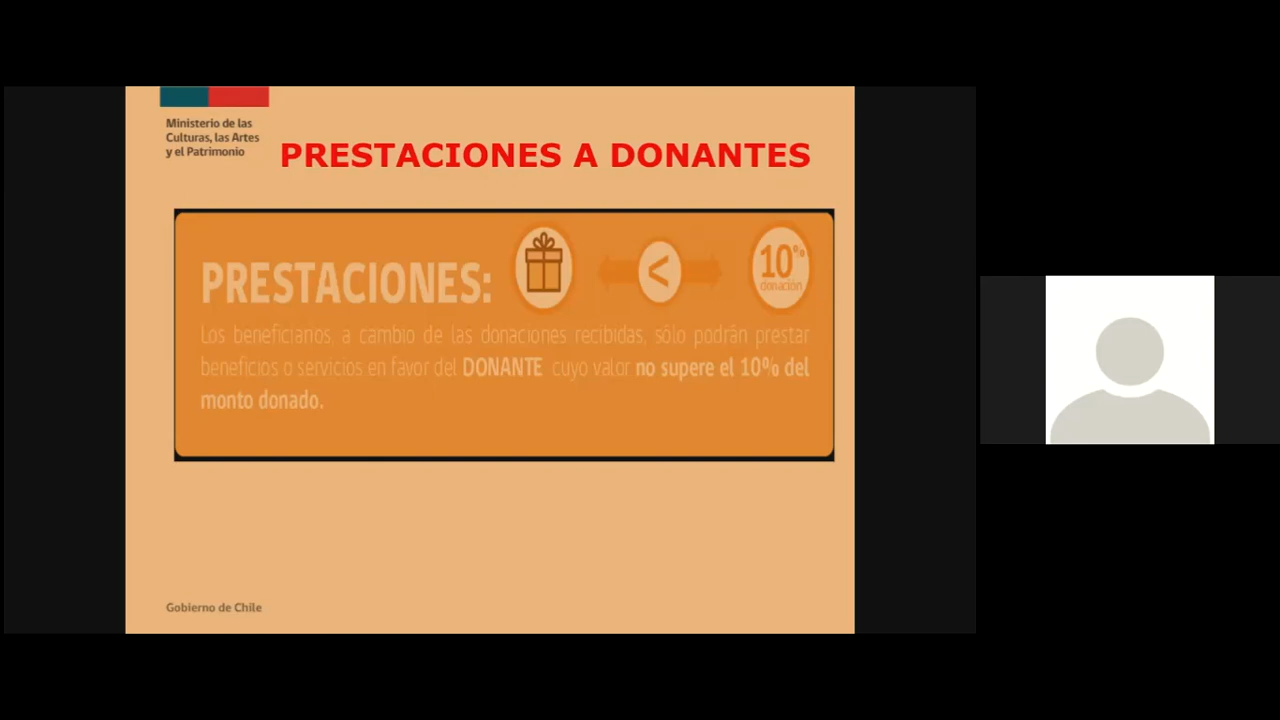 Ministerio de las
Culturas, las Artes
y el Patrimonio
PRESTACIONES A DONANTES
PRESTACIONES:
<
10%
donación
Los beneficiarios, a cambio de las donaciones recibidas, sólo podrán prestar
beneficios o servicios en favor del DONANTE cuyo valor no supere el 10% del
monto donado.
Gobierno de Chile